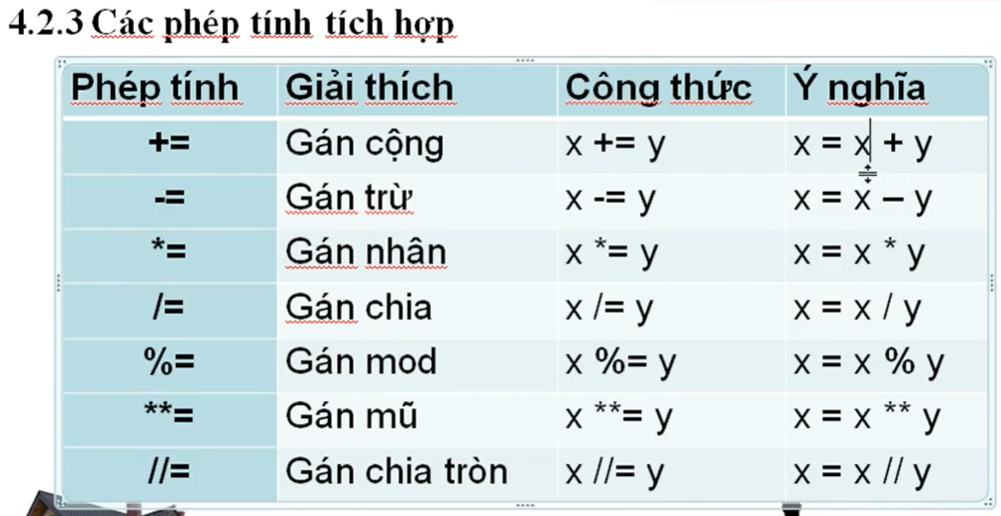 4.2.3 Các phép tính tích hợp
Phép tính Giải thích Công thức Ý nghĩa
+= Gán cộng x += y x = x + y
-= Gán trừ x -= y x = x – y
*= Gán nhân x *= y x = x * y
/= Gán chia x /= y x = x / y
%= Gán mod x %= y x = x % y
**= Gán mũ x **= y x = x ** y
//= Gán chia tròn x //= y x = x // y